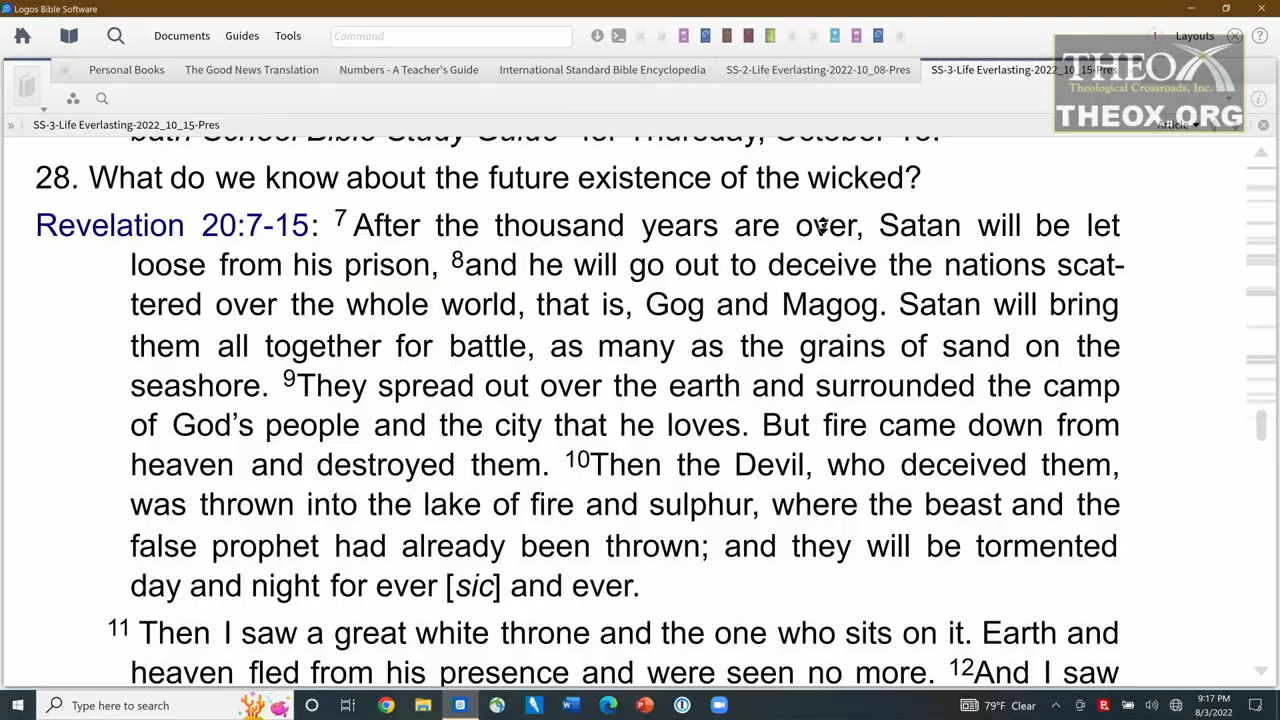 Logos Bible Software
Documents Guides Tools Command Layouts
Personal Books The Good News Translation International Standard Bible Encyclopedia SS-2-Life Everlasting-2022-10_08-Pres SS-3-Life Everlasting-2022_10_15-Pres
THEOX
Theological Crossroads, Inc.
THEOX.ORG
» SS-3-Life Everlasting-2022_10_15-Pres Article
28. What do we know about the future existence of the wicked?
Revelation 20:7-15: 7 After the thousand years are over, Satan will be let
loose from his prison, 8and he will go out to deceive the nations scat-
tered over the whole world, that is, Gog and Magog. Satan will bring
them all together for battle, as many as the grains of sand on the
seashore. 9They spread out over the earth and surrounded the camp
of God’s people and the city that he loves. But fire came down from
heaven and destroyed them. 10Then the Devil, who deceived them,
was thrown into the lake of fire and sulphur, where the beast and the
false prophet had already been thrown; and they will be tormented
day and night for ever [sic] and ever.
11 Then I saw a great white throne and the one who sits on it. Earth and
heaven fled from his presence and were seen no more. 12And I saw
Type here to search 79°F Clear 9:17 PM
8/3/2022